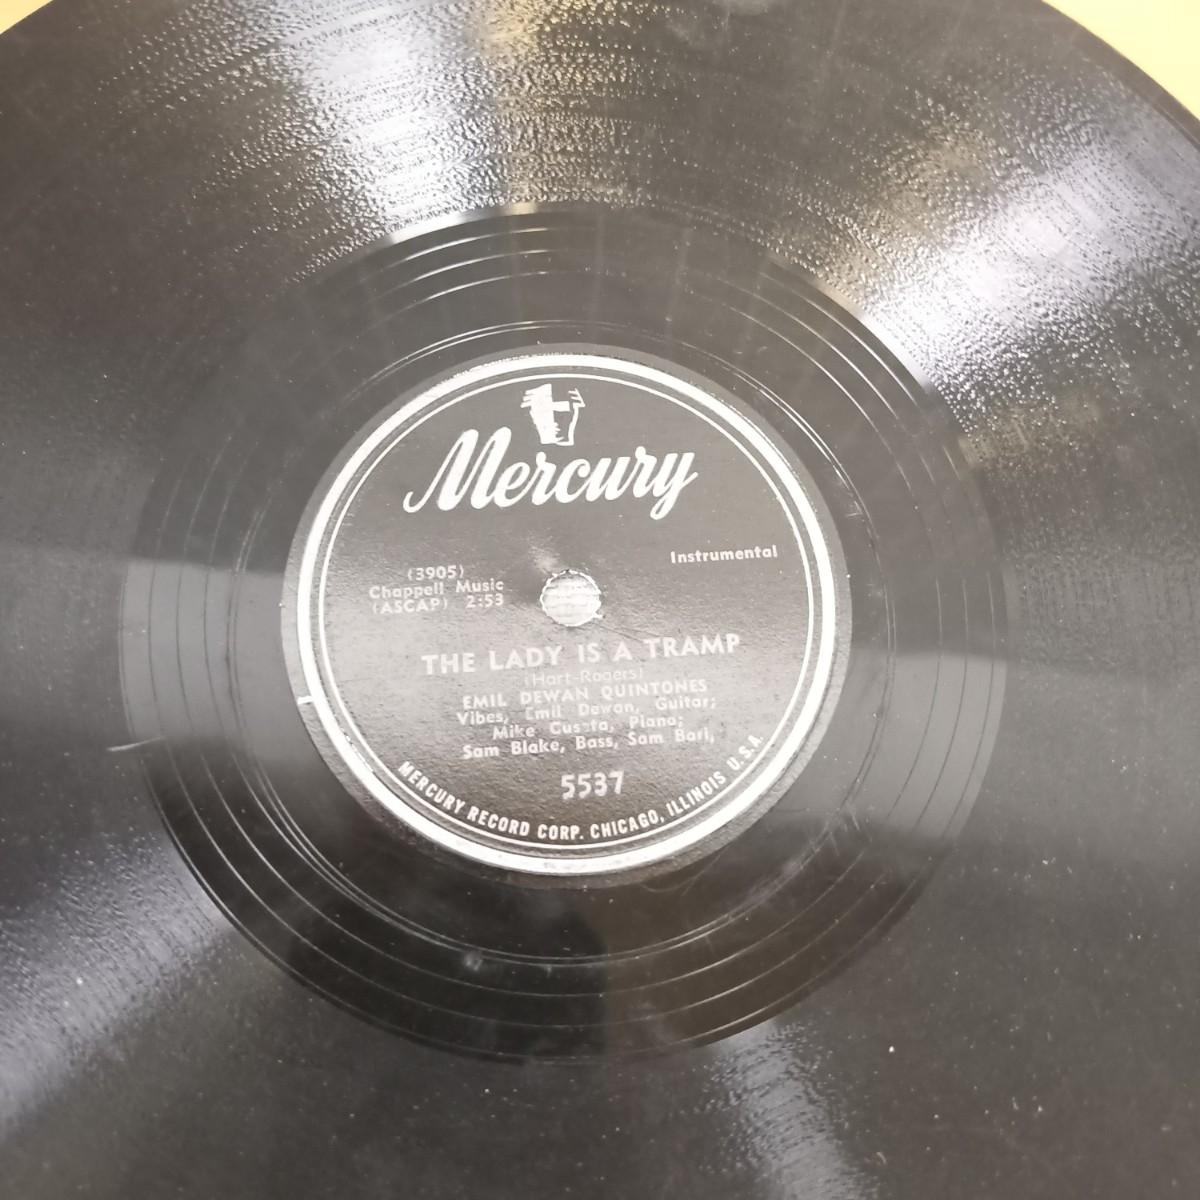 Mercury
Instrumental
(3905)
Chappell Music
(ASCAP) 2:53
THE LADY IS A TRAMP
(Hart-Rogers)
EMIL DEWAN QUINTONES
Vibes, Emil Dewan, Guitar;
Mike Piano;
Sam Blake, Bass, Sam Bari,
5537
MERCURY RECORD CORP. CHICAGO, ILLINOIS U.S.A.